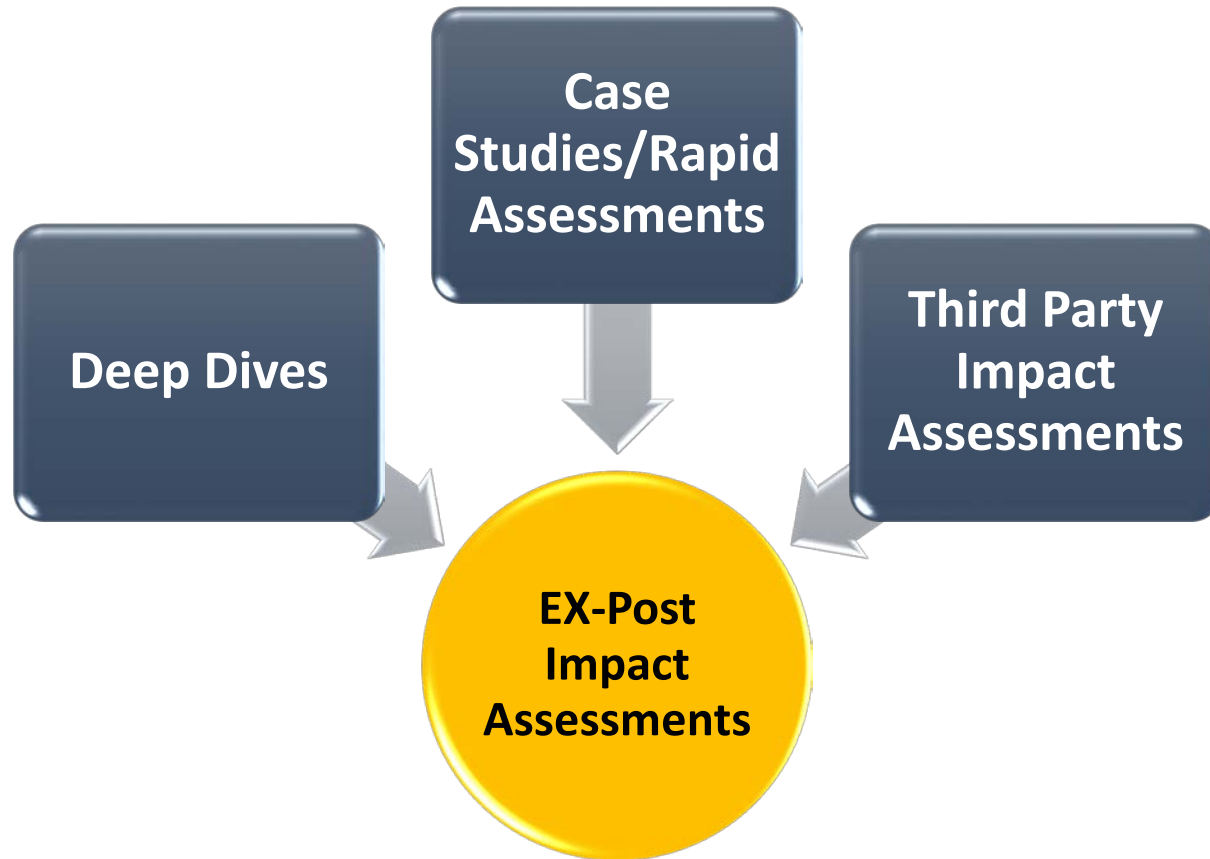 Case
Studies/Rapid
Assessments
Deep Dives
Third Party
Impact
Assessments
EX-Post
Impact
Assessments